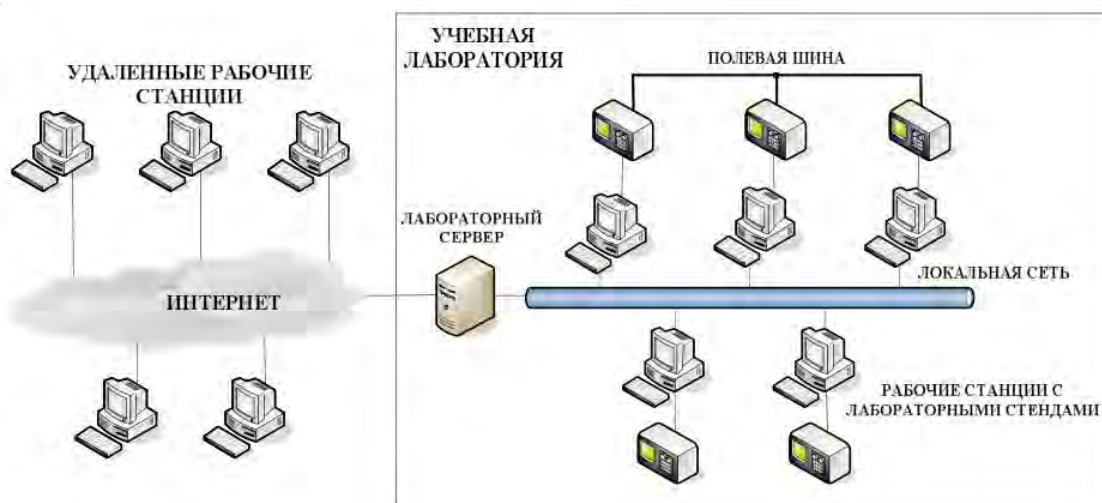 УДАЛЕННЫЕ РАБОЧИЕ
СТАНЦИИ
ИНТЕРНЕТ
УЧЕБНАЯ
ЛАБОРАТОРИЯ
ПОЛЕВАЯ ШИНА
ЛАБОРАТОРНЫЙ
СЕРВЕР
ЛОКАЛЬНАЯ СЕТЬ
РАБОЧИЕ СТАНЦИИ С
ЛАБОРАТОРНЫМИ СТЕНДАМИ